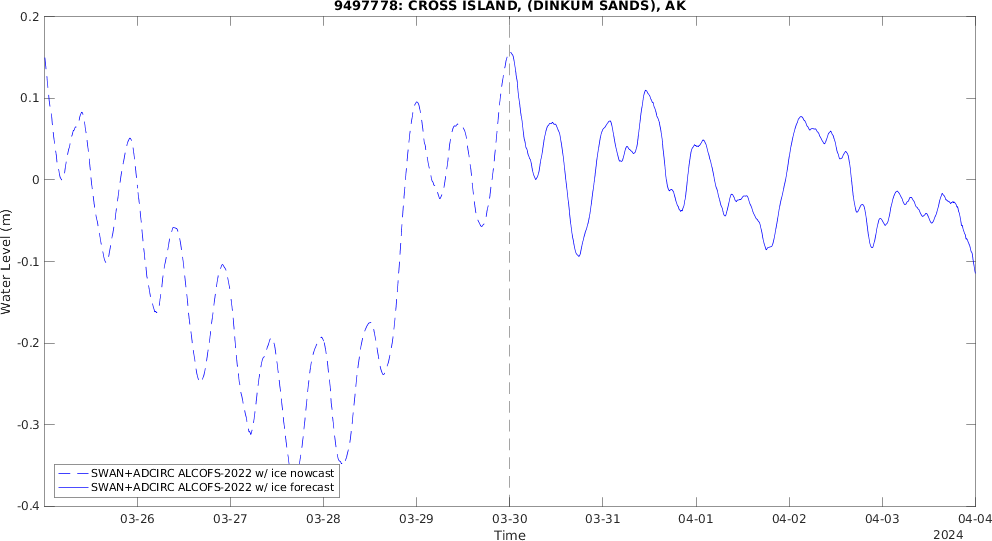 9497778: CROSS ISLAND, (DINKUM SANDS), AK
0.2
0.1
0
-0.1
-0.2
-0.3
-0.4
Water Level (m)
SWAN+ADCIRC ALCOFS-2022 w/ ice nowcast
SWAN+ADCIRC ALCOFS-2022 w/ ice forecast
03-26 03-27 03-28 03-29 03-30 03-31 04-01 04-02 04-03 04-04
Time
2024